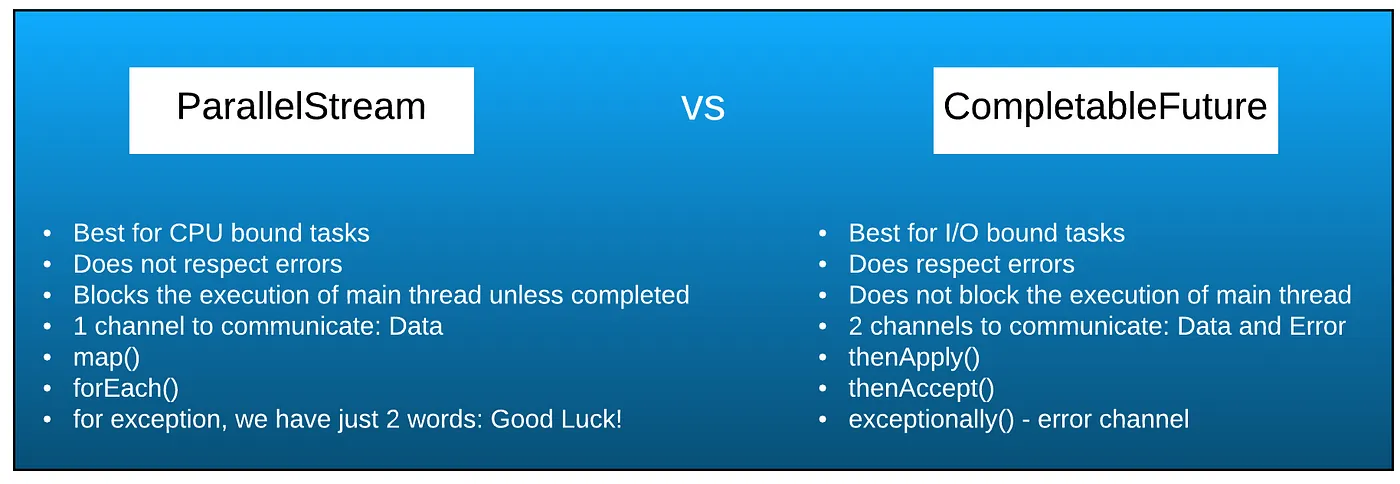 ParallelStream
vs
CompletableFuture
• Best for CPU bound tasks
• Does not respect errors
• Blocks the execution of main thread unless completed
• 1 channel to communicate: Data
• map()
• forEach()
• for exception, we have just 2 words: Good Luck!
• Best for I/O bound tasks
• Does respect errors
• Does not block the execution of main thread
• 2 channels to communicate: Data and Error
• thenApply()
• thenAccept()
• exceptionally() - error channel